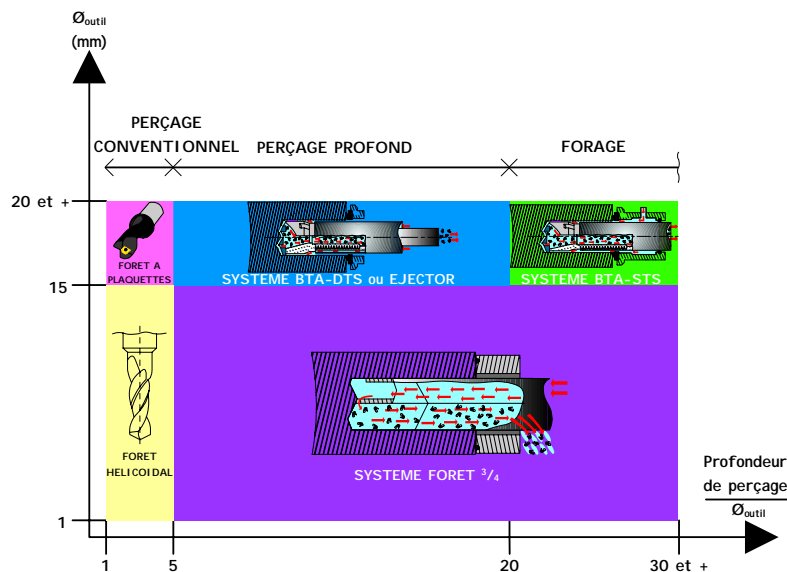 Øoutil
(mm)
PERÇAGE
CONVENTIONNEL
PERÇAGE PROFOND
FORAGE
20 et +
FORET A
PLAQUETTES
SYSTEME BTA-DTS ou EJECTOR
SYSTEME BTA-STS
15
FORET
HELICOIDAL
SYSTEME FORET 3/4
Profondeur
de perçage
Øoutil
1
1
5
20
30 et +